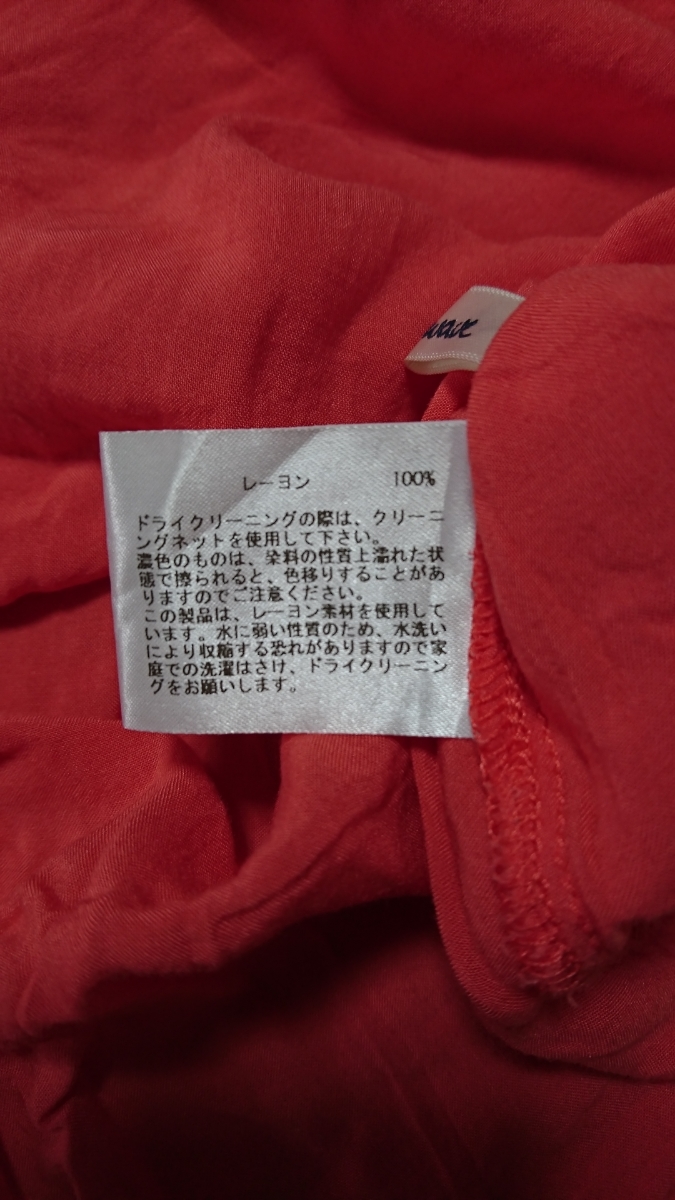 wave
レーヨン 100%
ドライクリーニングの際は、クリーニ
ングネットを使用して下さい。
濃色のものは、染料の性質上濡れた状
態で擦られると、色移りすることがあ
りますのでご注意ください。
この製品は、レーヨン素材を使用して
います。水に弱い性質のため、水洗い
により収縮する恐れがありますので家
庭での洗濯はさけ、ドライクリーニン
グをお願いします。